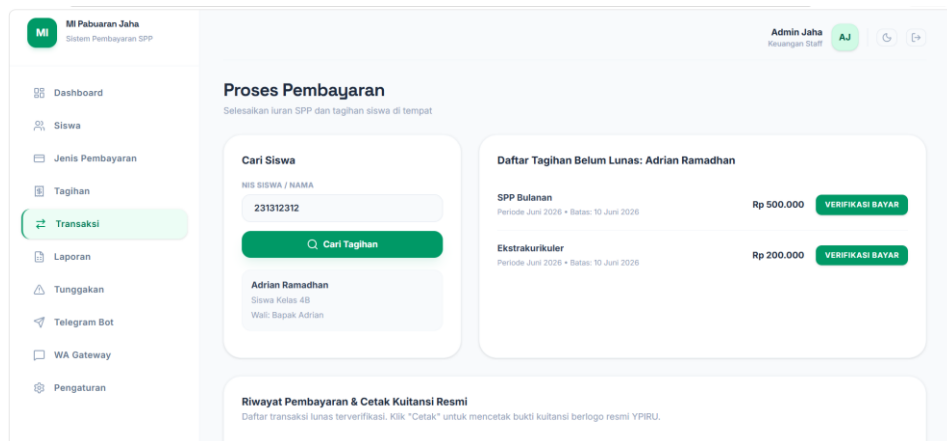 MI
MI Pabuaran Jaha
Sistem Pembayaran SPP
Admin Jaha
Keuangan Staff
AJ
Dashboard
Siswa
Jenis Pembayaran
Tagihan
Transaksi
Laporan
Tunggakan
Telegram Bot
WA Gateway
Pengaturan
Proses Pembayaran
Selesaikan iuran SPP dan tagihan siswa di tempat
Cari Siswa
NIS SISWA / NAMA
231312312
Cari Tagihan
Adrian Ramadhan
Siswa Kelas 4B
Wali: Bapak Adrian
Daftar Tagihan Belum Lunas: Adrian Ramadhan
SPP Bulanan
Periode Juni 2026 • Batas: 10 Juni 2026
Rp 500.000
VERIFIKASI BAYAR
Ekstrakurikuler
Periode Juni 2026 • Batas: 10 Juni 2026
Rp 200.000
VERIFIKASI BAYAR
Riwayat Pembayaran & Cetak Kuitansi Resmi
Daftar transaksi lunas terverifikasi. Klik "Cetak" untuk mencetak bukti kuitansi berlogo resmi YPIRU.